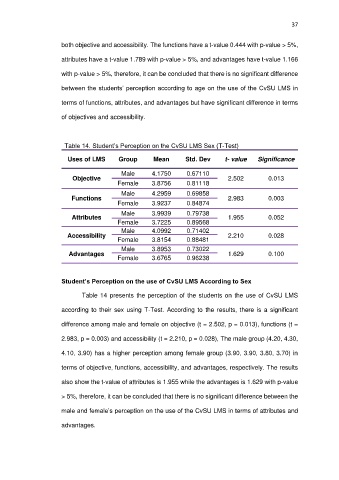 37
both objective and accessibility. The functions have a t-value 0.444 with p-value > 5%,
attributes have a t-value 1.789 with p-value > 5%, and advantages have t-value 1.166
with p-value > 5%, therefore, it can be concluded that there is no significant difference
between the students' perception according to age on the use of the CvSU LMS in
terms of functions, attributes, and advantages but have significant difference in terms
of objectives and accessibility.
Table 14. Student's Perception on the CvSU LMS Sex (T-Test)
Uses of LMS Group Mean Std. Dev t- value Significance
Objective Male 4.1750 0.67110 2.502 0.013
Female 3.8756 0.81118
Functions Male 4.2959 0.69858 2.983 0.003
Female 3.9237 0.84874
Attributes Male 3.9939 0.79738 1.955 0.052
Female 3.7225 0.89568
Accessibility Male 4.0992 0.71402 2.210 0.028
Female 3.8154 0.88481
Advantages Male 3.8953 0.73022 1.629 0.100
Female 3.6765 0.96238
Student's Perception on the use of CvSU LMS According to Sex
Table 14 presents the perception of the students on the use of CvSU LMS
according to their sex using T-Test. According to the results, there is a significant
difference among male and female on objective (t = 2.502, p = 0.013), functions (t =
2.983, p = 0.003) and accessibility (t = 2.210, p = 0.028), The male group (4.20, 4.30,
4.10, 3.90) has a higher perception among female group (3.90, 3.90, 3.80, 3.70) in
terms of objective, functions, accessibility, and advantages, respectively. The results
also show the t-value of attributes is 1.955 while the advantages is 1.629 with p-value
> 5%, therefore, it can be concluded that there is no significant difference between the
male and female's perception on the use of the CvSU LMS in terms of attributes and
advantages.